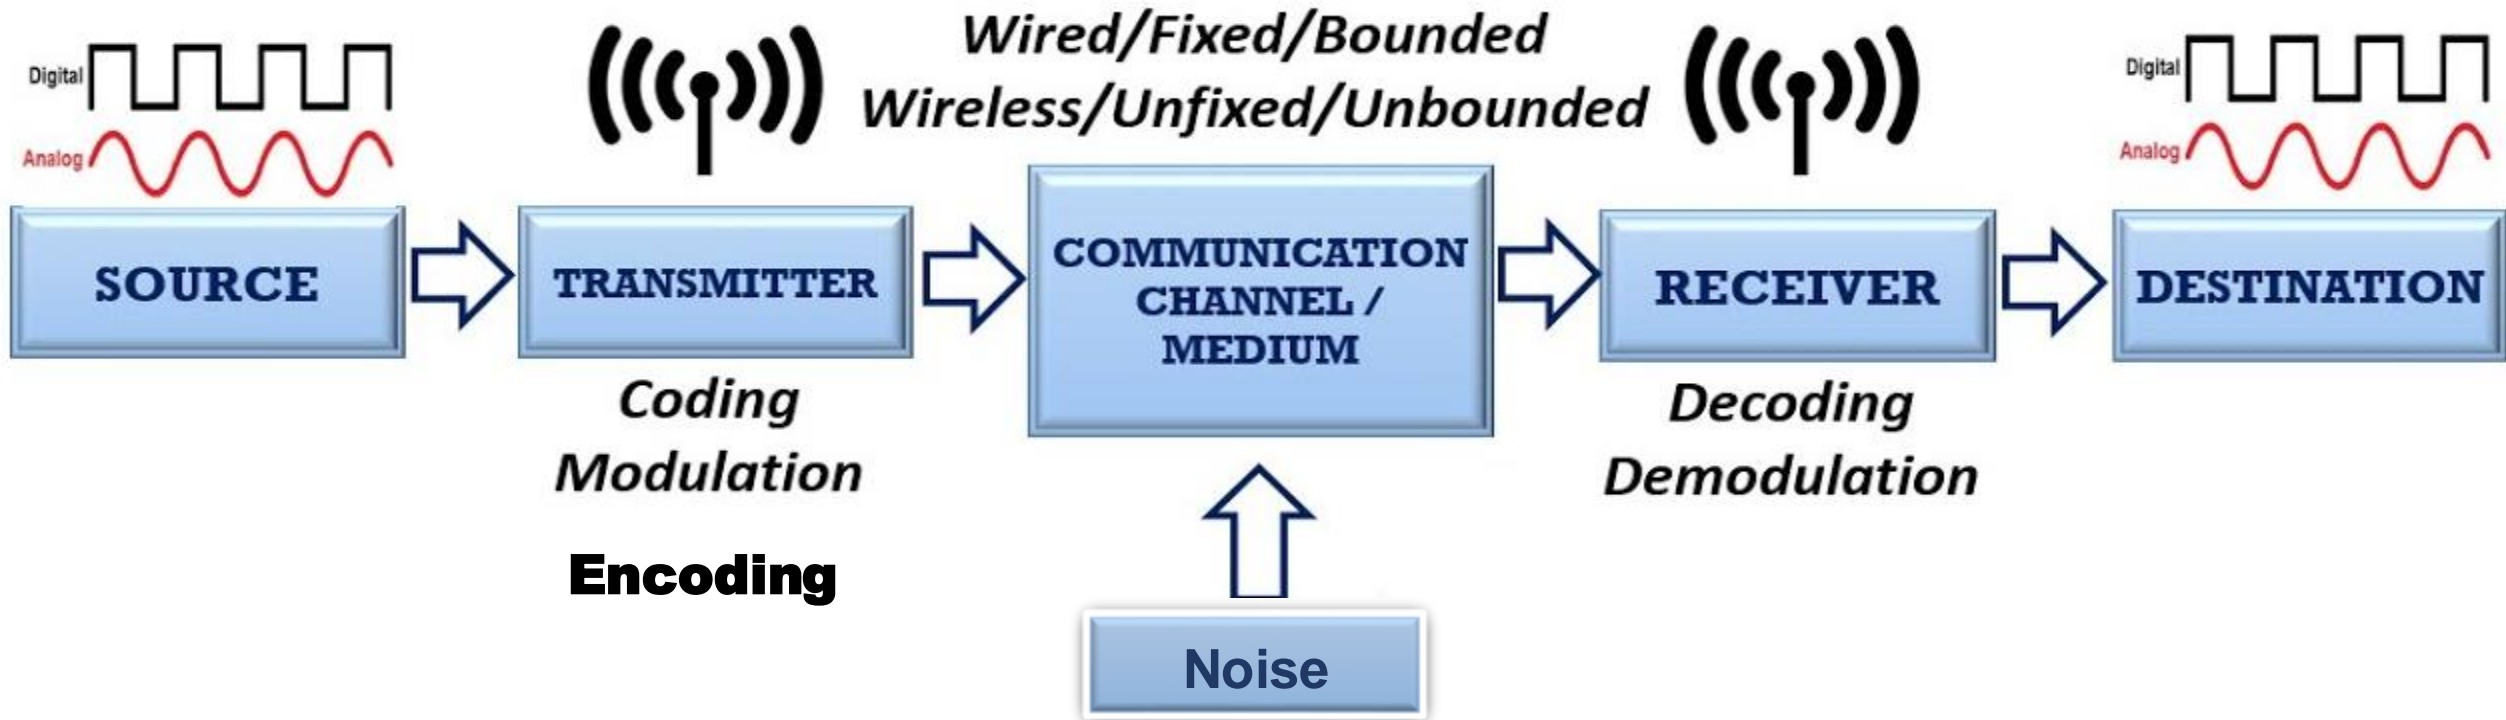 Digital
Analog
SOURCE
TRANSMITTER
Coding
Modulation
Encoding
Wired/Fixed/Bounded
Wireless/Unfixed/Unbounded
COMMUNICATION
CHANNEL /
MEDIUM
Noise
RECEIVER
Decoding
Demodulation
Digital
Analog
DESTINATION